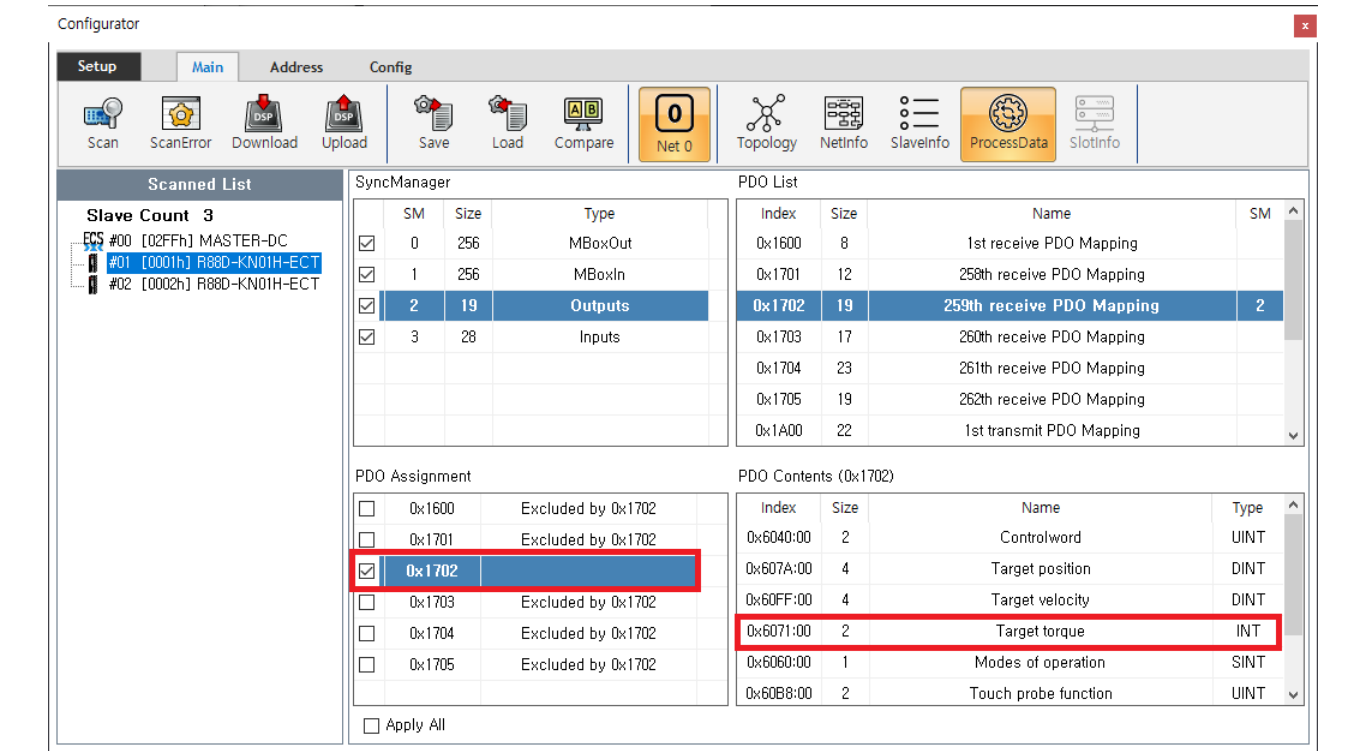 Configurator
x
Setup Main Address Config
DSP DSP A B 0
Scan ScanError Download Upload Save Load Compare Net 0 Topology NetInfo SlaveInfo ProcessData SlotInfo
Scanned List
Slave Count 3
ECS #00 [02FFh] MASTER-DC
#01 [0001h] R88D-KN01H-ECT
#02 [0002h] R88D-KN01H-ECT
SyncManager
SM Size Type
0 256 MBoxOut
1 256 MBoxIn
2 19 Outputs
3 28 Inputs
PDO List
Index Size Name SM
0x1600 8 1st receive PDO Mapping
0x1701 12 258th receive PDO Mapping
0x1702 19 259th receive PDO Mapping 2
0x1703 17 260th receive PDO Mapping
0x1704 23 261th receive PDO Mapping
0x1705 19 262th receive PDO Mapping
0x1A00 22 1st transmit PDO Mapping
PDO Assignment
0x1600 Excluded by 0x1702
0x1701 Excluded by 0x1702
0x1702
0x1703 Excluded by 0x1702
0x1704 Excluded by 0x1702
0x1705 Excluded by 0x1702
Apply All
PDO Contents (0x1702)
Index Size Name Type
0x6040:00 2 Controlword UINT
0x607A:00 4 Target position DINT
0x60FF:00 4 Target velocity DINT
0x6071:00 2 Target torque INT
0x6060:00 1 Modes of operation SINT
0x60B8:00 2 Touch probe function UINT